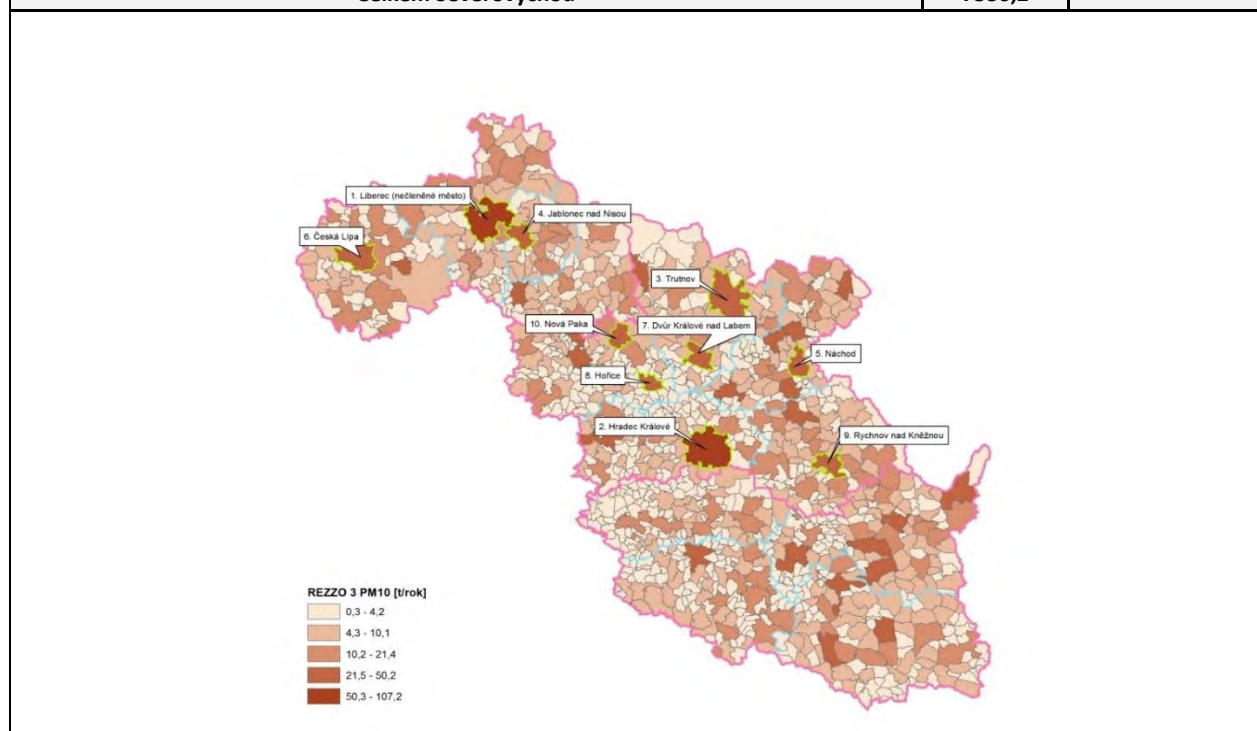 1. Liberec (nečleněné město)
4. Jablonec nad Nisou
6. Česká Lípa
3. Trutnov
10. Nová Paka
7. Dvůr Králové nad Labem
5. Náchod
8. Hořice
2. Hradec Králové
9. Rychnov nad Kněžnou
REZZO 3 PM10 [t/rok]
0,3 - 4,2
4,3 - 10,1
10,2 - 21,4
21,5 - 50,2
50,3 - 107,2